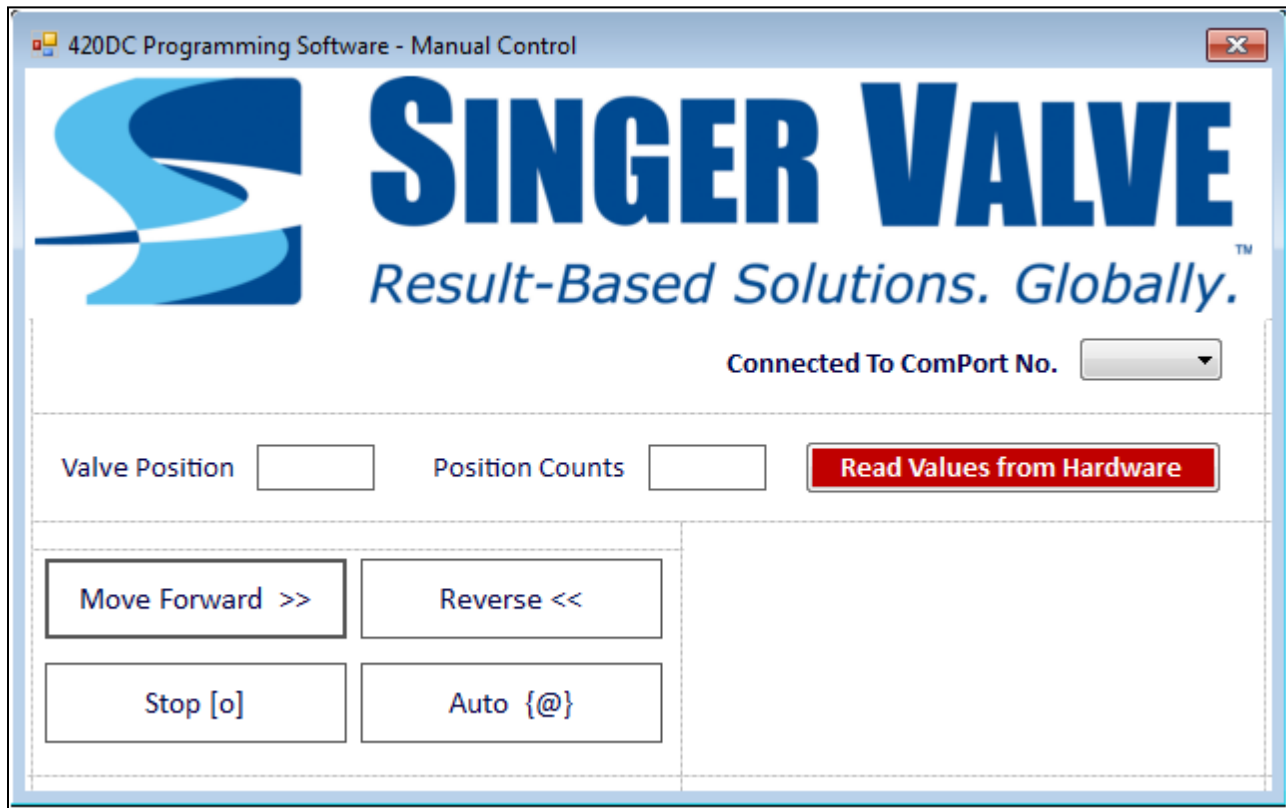 420DC Programming Software - Manual Control
SINGER VALVE
Result-Based Solutions. Globally.™
Connected To ComPort No.
Valve Position Position Counts Read Values from Hardware
Move Forward >> Reverse <<
Stop [o] Auto {@}